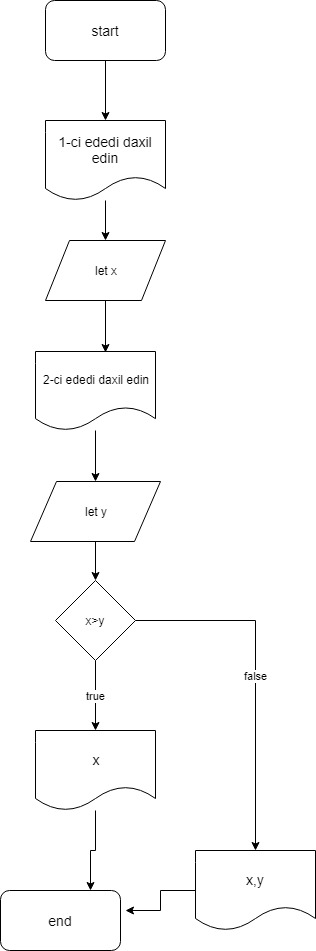 start
1-ci ededi daxil
edin
let x
2-ci ededi daxil edin
let y
x>y
false
true
x
x,y
end